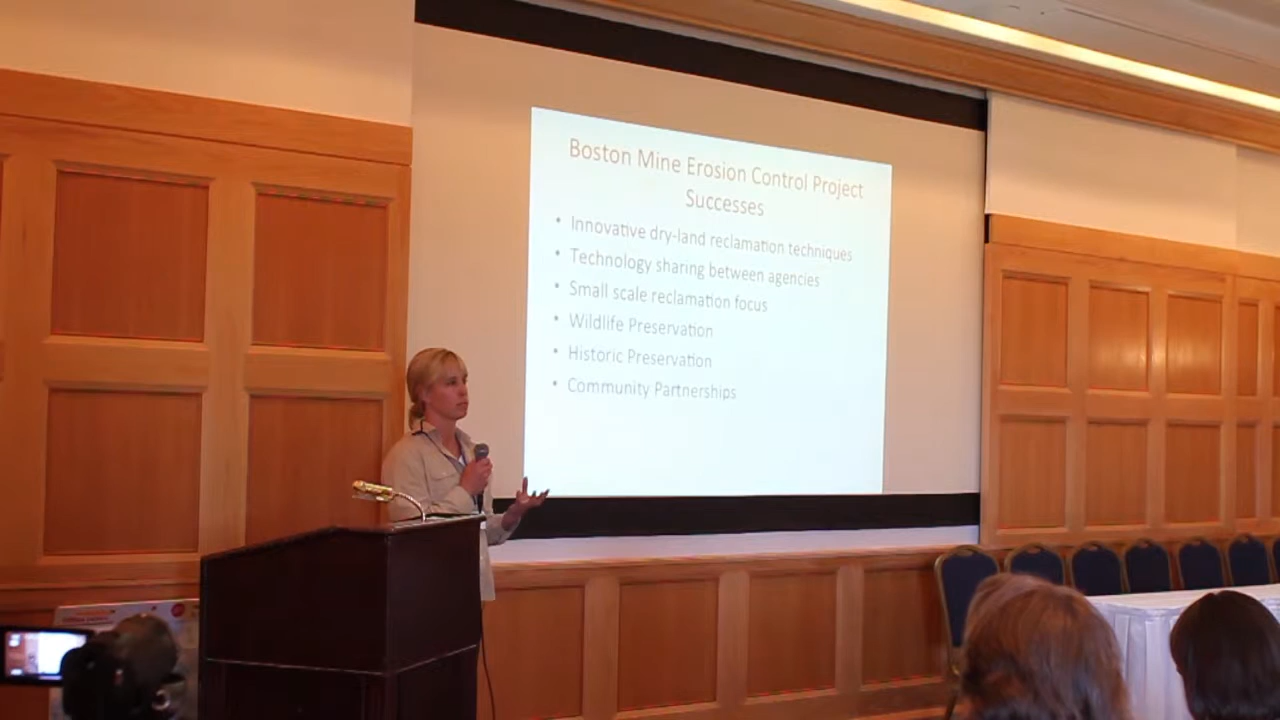 Boston Mine Erosion Control Project
Successes
• Innovative dry-land reclamation techniques
• Technology sharing between agencies
• Small scale reclamation focus
• Wildlife Preservation
• Historic Preservation
• Community Partnerships